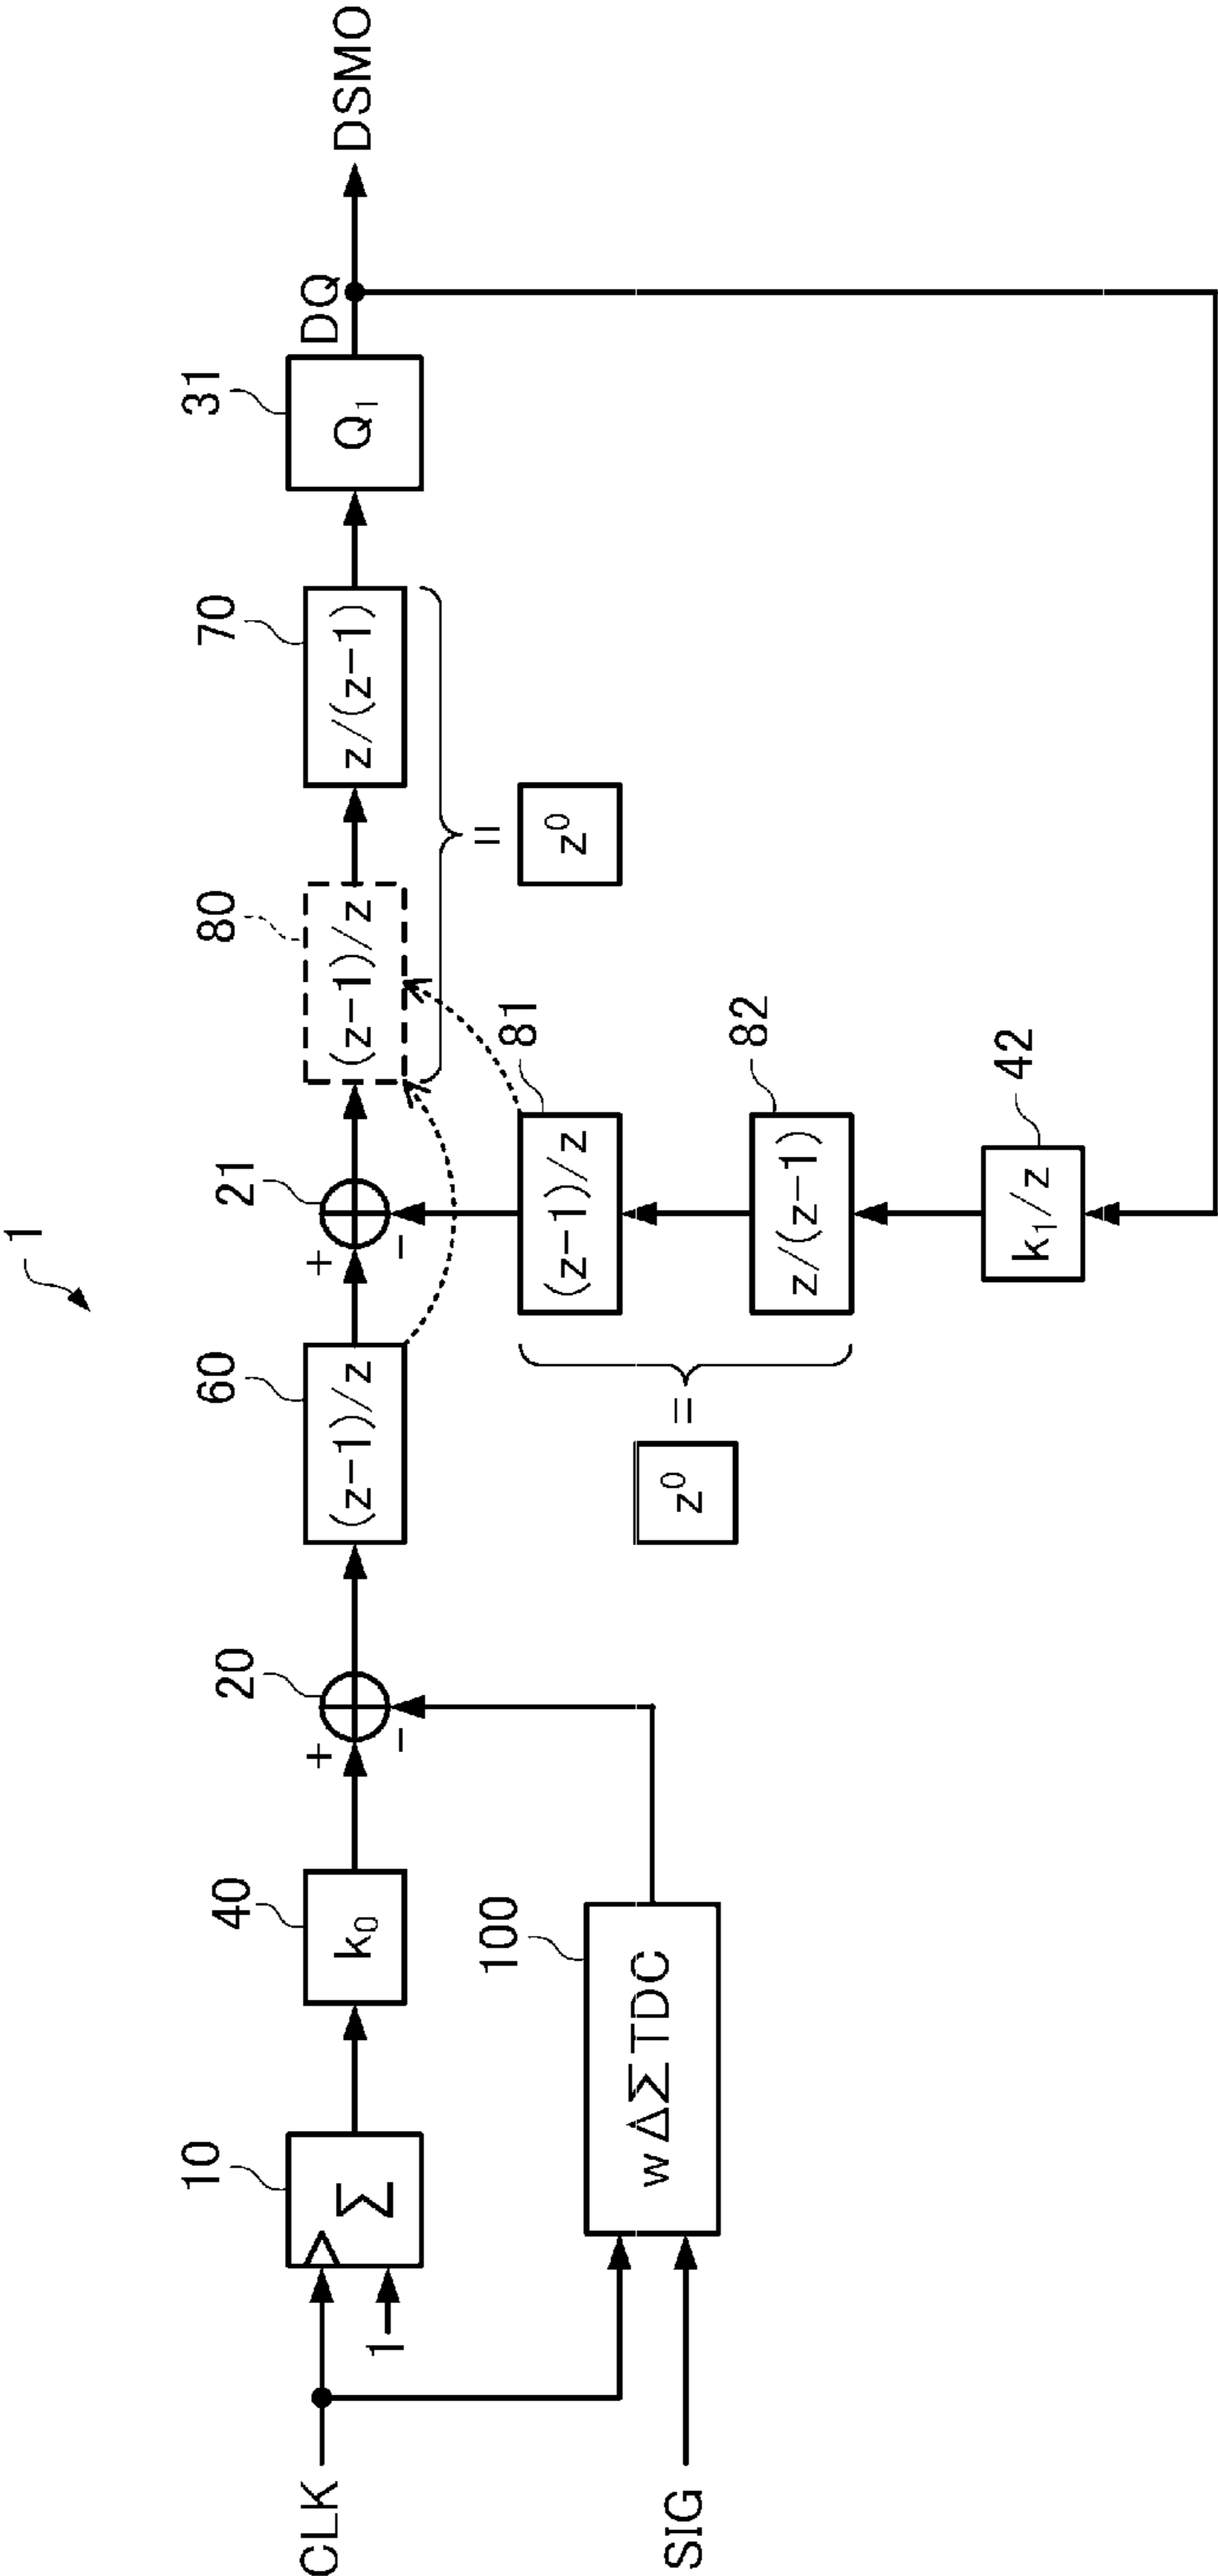 1
CLK
1
10
Σ
40
k₀
20
+
−
60
(z−1)/z
21
+
−
80
(z−1)/z
70
z/(z−1)
31
Q₁
DQ
DSMO
=
z⁰
SIG
100
wΔΣTDC
z⁰
=
81
(z−1)/z
82
z/(z−1)
42
k₁/z